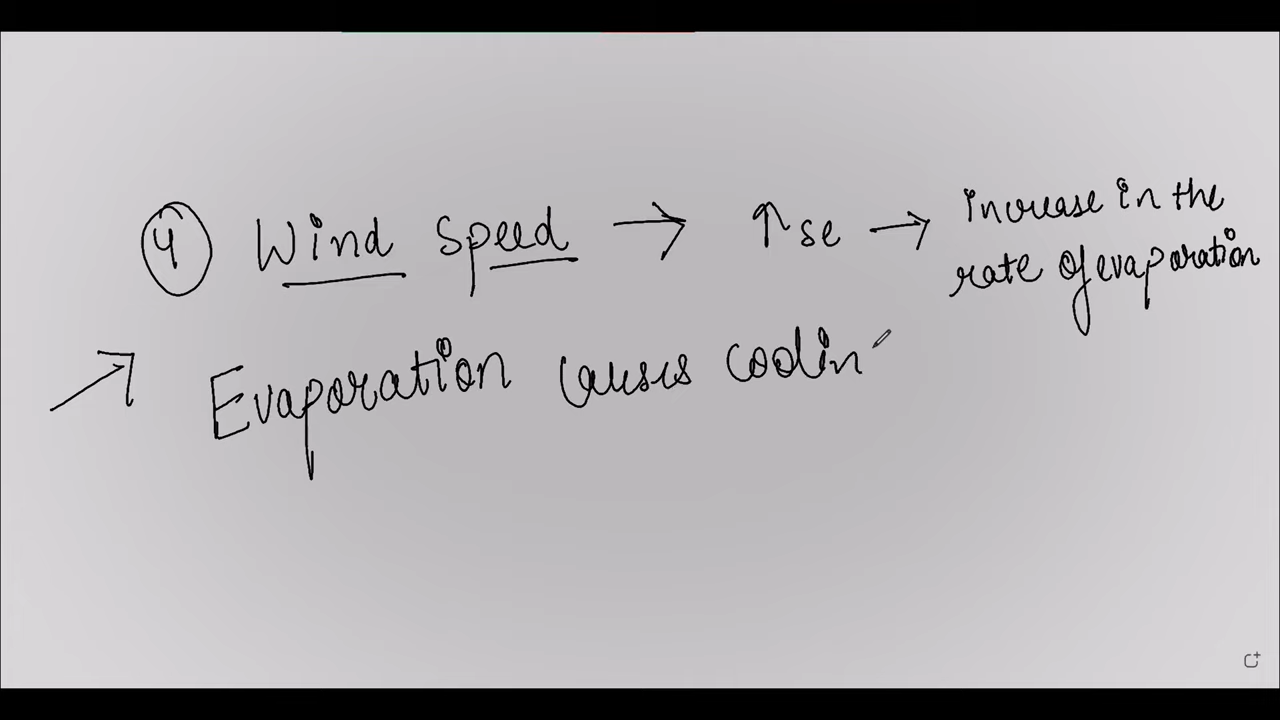 4 Wind Speed → ↑se → increase in the
rate of evaporation
→ Evaporation causes coolin